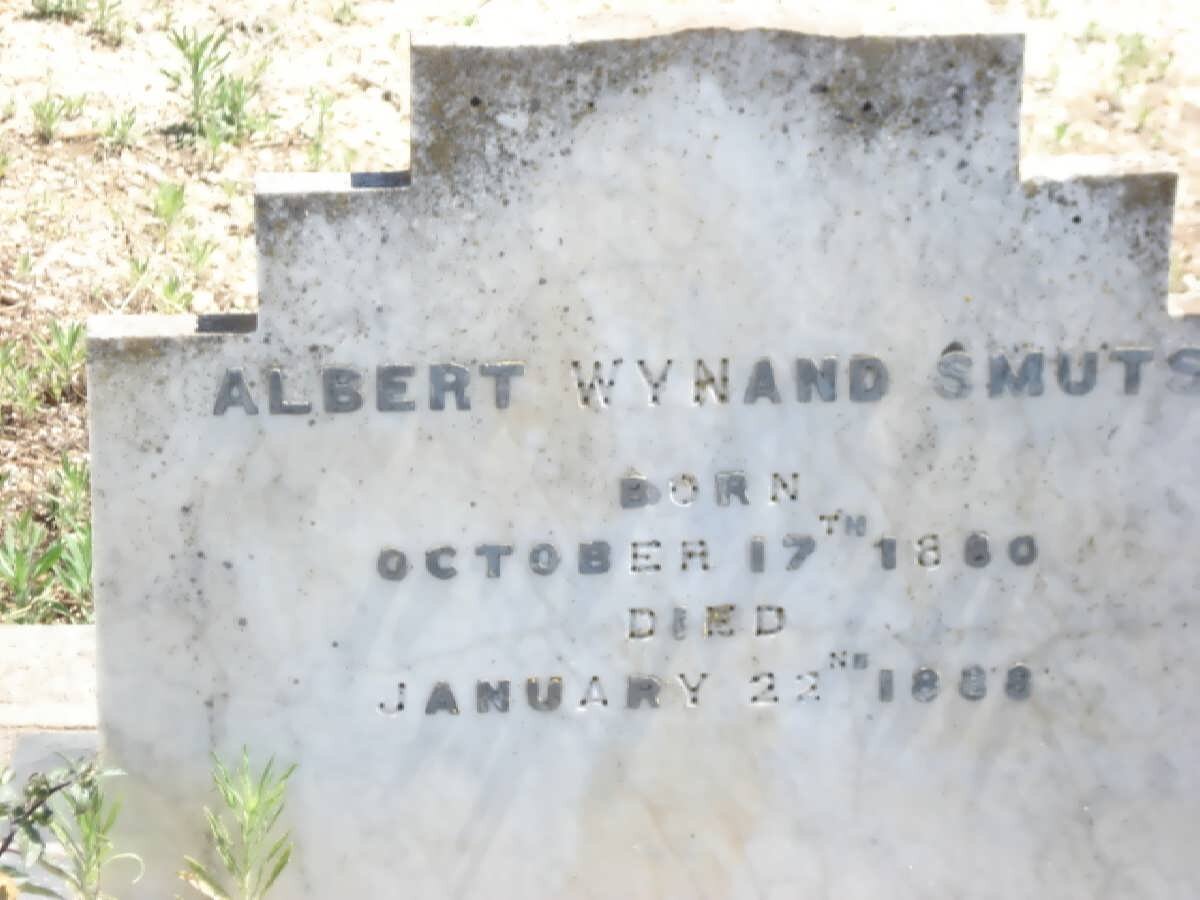 ALBERT WYNAND SMUTS
BORN
OCTOBER 17TH 1880
DIED
JANUARY 22ND 1888